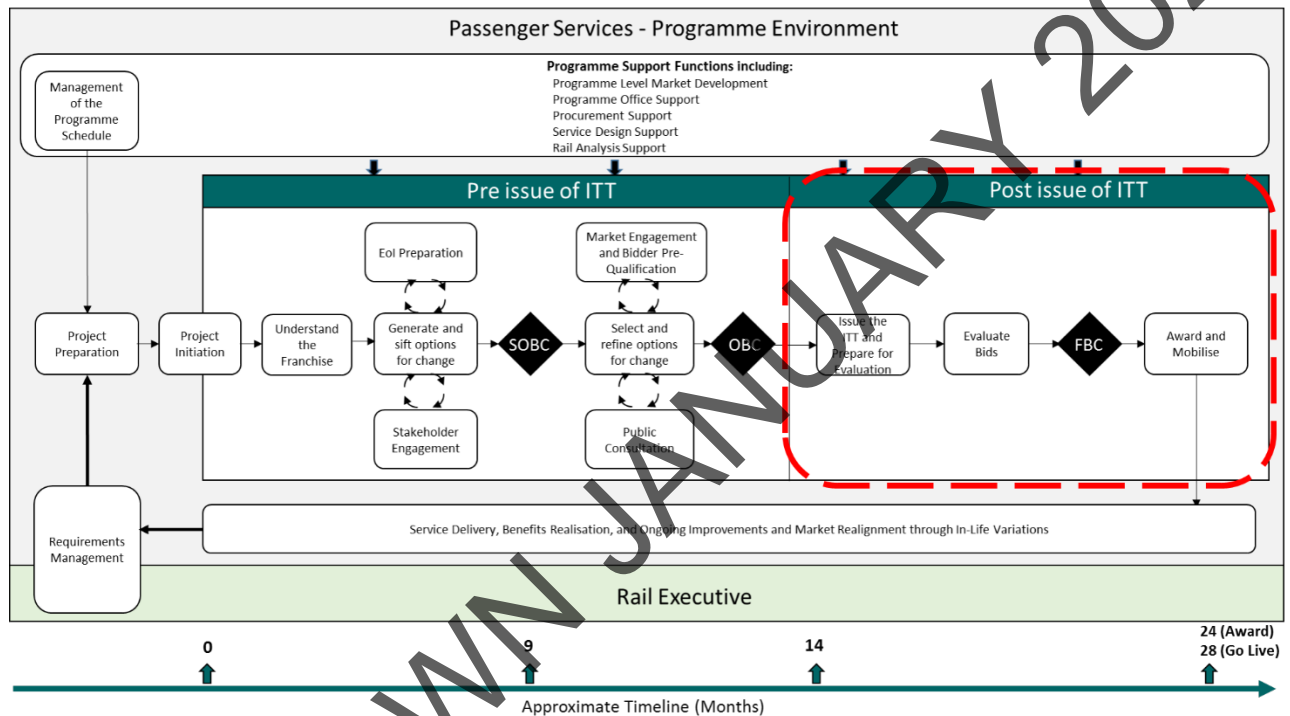 Passenger Services - Programme Environment
Programme Support Functions including:
Programme Level Market Development
Programme Office Support
Procurement Support
Service Design Support
Rail Analysis Support
Management
of the
Programme
Schedule
Pre issue of ITT
Post issue of ITT
EoI Preparation
Market Engagement
and Bidder Pre-
Qualification
Project
Preparation
Project
Initiation
Understand
the
Franchise
Generate and
sift options
for change
SOBC
Select and
refine options
for change
OBC
Issue the
ITT and
Prepare for
Evaluation
Evaluate
Bids
FBC
Award and
Mobilise
Stakeholder
Engagement
Public
Consultation
Requirements
Management
Service Delivery, Benefits Realisation, and Ongoing Improvements and Market Realignment through In-Life Variations
Rail Executive
0
9
14
24 (Award)
28 (Go Live)
Approximate Timeline (Months)
JANUARY